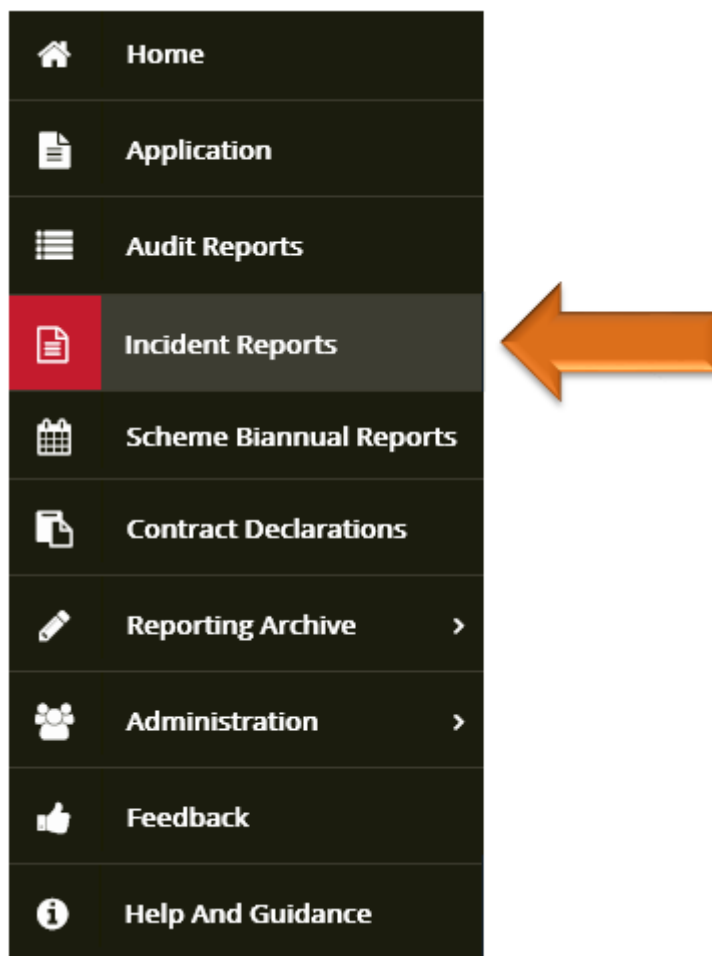 Home
Application
Audit Reports
Incident Reports
Scheme Biannual Reports
Contract Declarations
Reporting Archive
Administration
Feedback
Help And Guidance